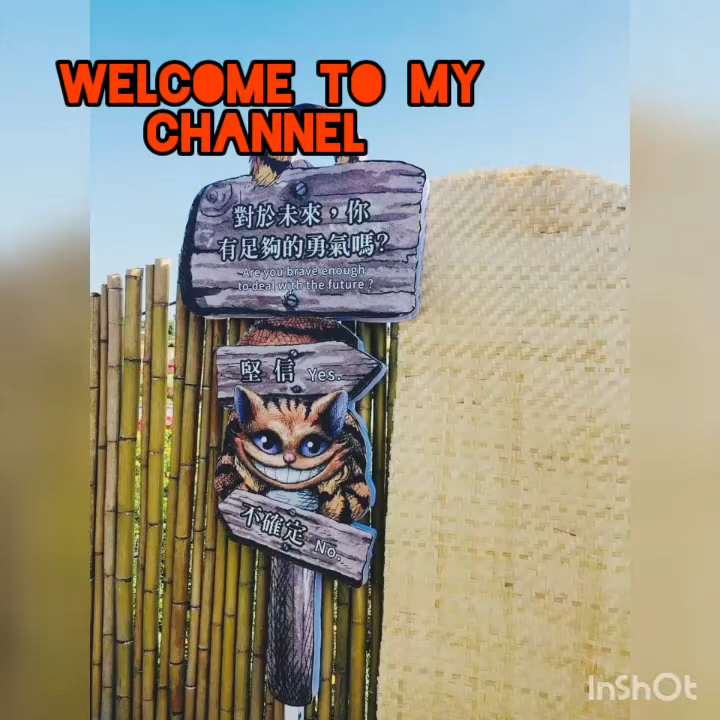 WELCOME TO MY
CHANNEL
對於未來，你
有足夠的勇氣嗎?
Are you brave enough
to deal with the future ?
堅信 Yes.
不確定 No.
InShOt